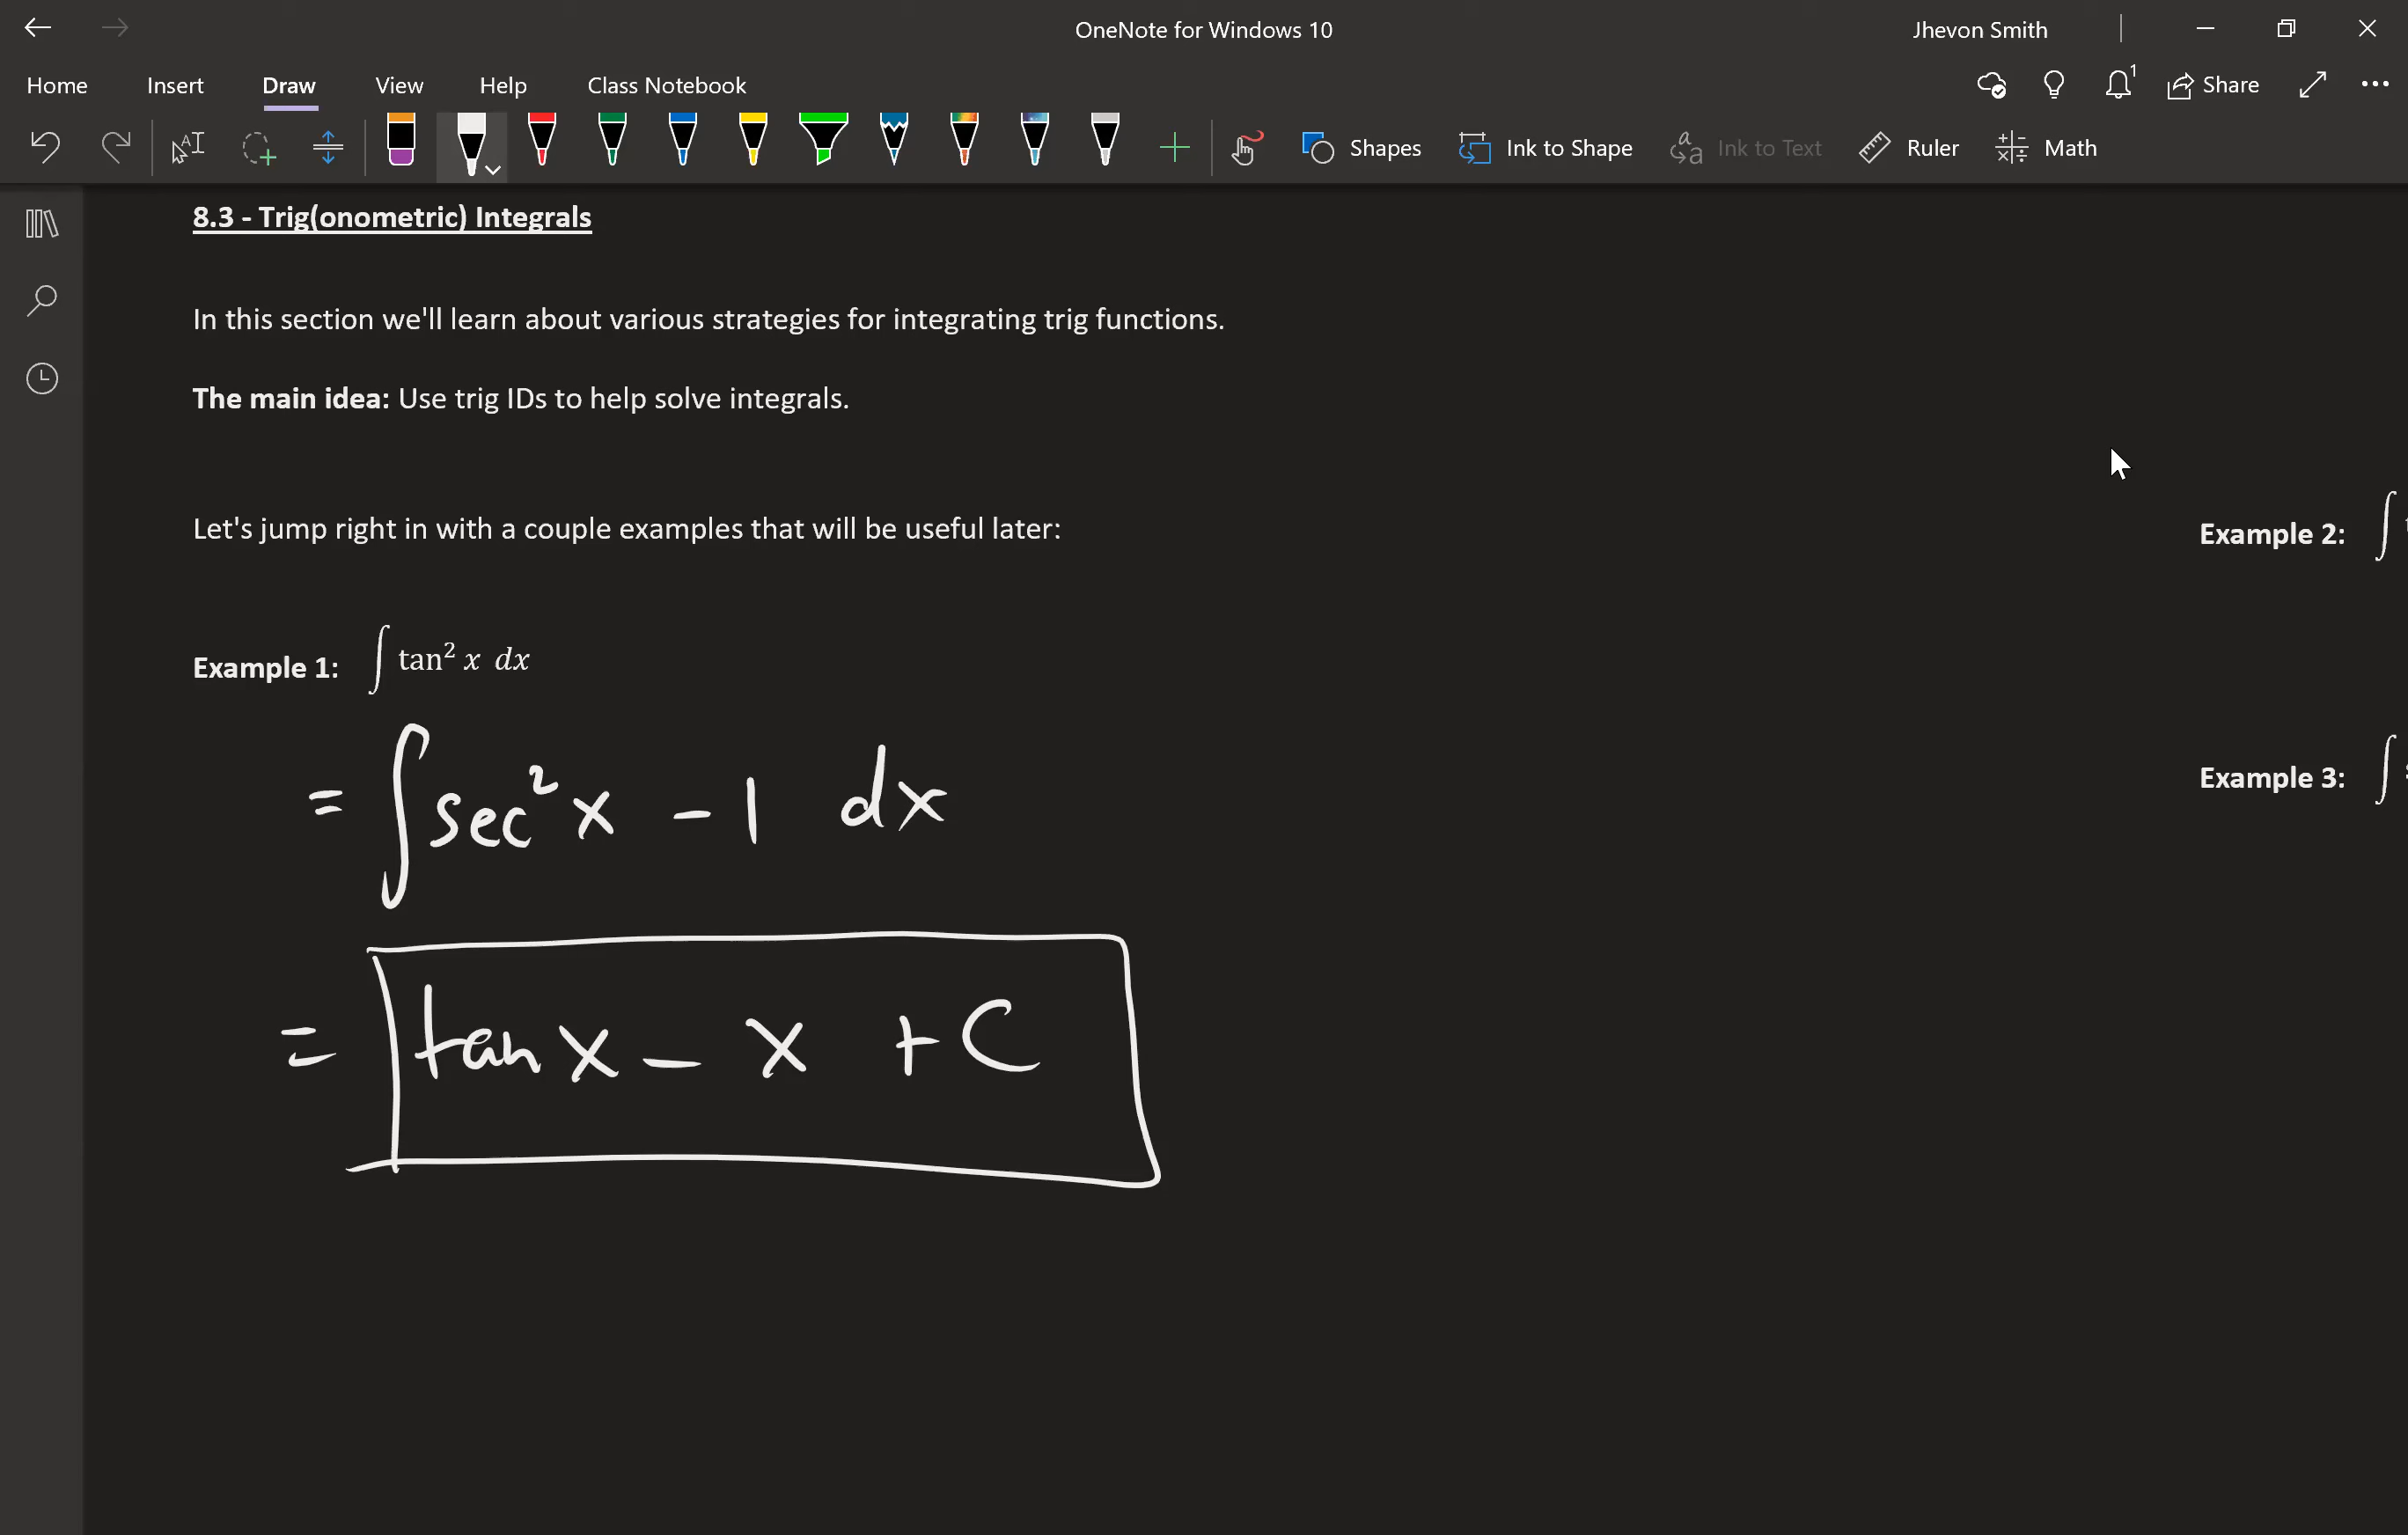 OneNote for Windows 10
Jhevon Smith
Home Insert Draw View Help Class Notebook
1 Share
Shapes Ink to Shape Ink to Text Ruler Math
8.3 - Trig(onometric) Integrals
In this section we'll learn about various strategies for integrating trig functions.
The main idea: Use trig IDs to help solve integrals.
Let's jump right in with a couple examples that will be useful later:
Example 1: ∫ tan² x dx
= ∫ sec² x - 1 dx
= tan x - x + C
Example 2: ∫
Example 3: ∫